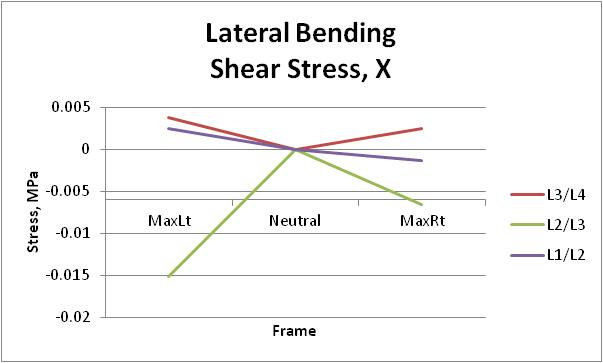 Lateral Bending
Shear Stress, X
0.005
0
-0.005
-0.01
-0.015
-0.02
Stress, MPa
MaxLt
Neutral
MaxRt
Frame
L3/L4
L2/L3
L1/L2